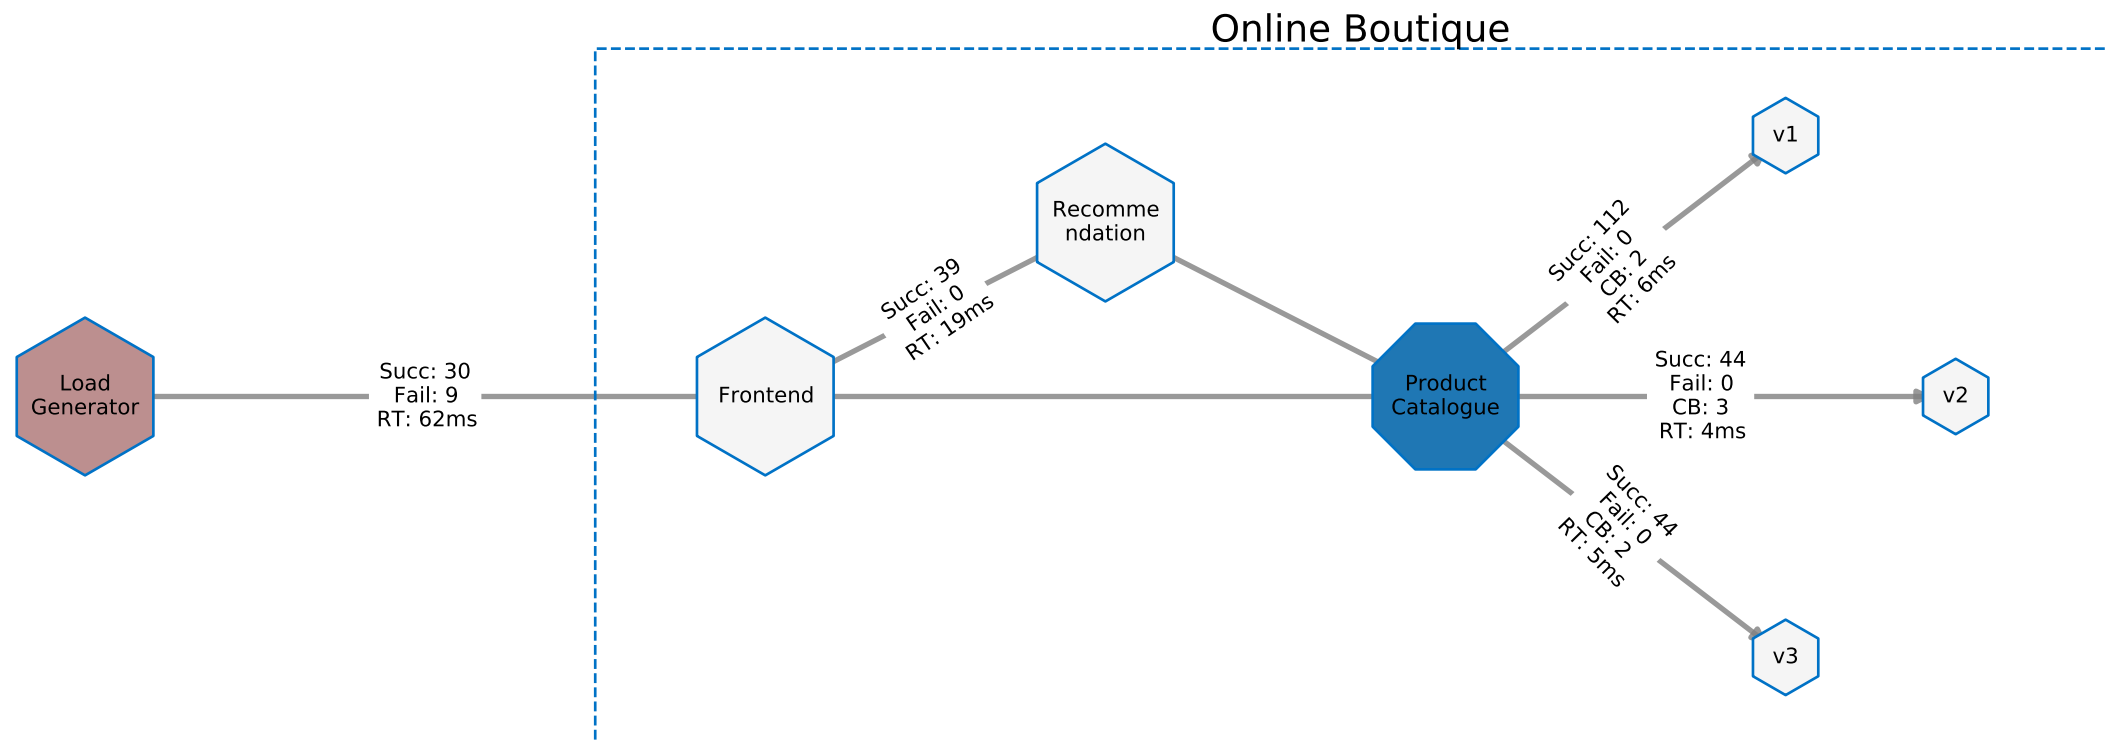 Online Boutique
Load
Generator
Succ: 30
Fail: 9
RT: 62ms
Frontend
Succ: 39
Fail: 0
RT: 19ms
Recomme
ndation
Product
Catalogue
Succ: 112
Fail: 0
CB: 2
RT: 6ms
v1
Succ: 44
Fail: 0
CB: 3
RT: 4ms
v2
Succ: 44
Fail: 0
CB: 2
RT: 5ms
v3